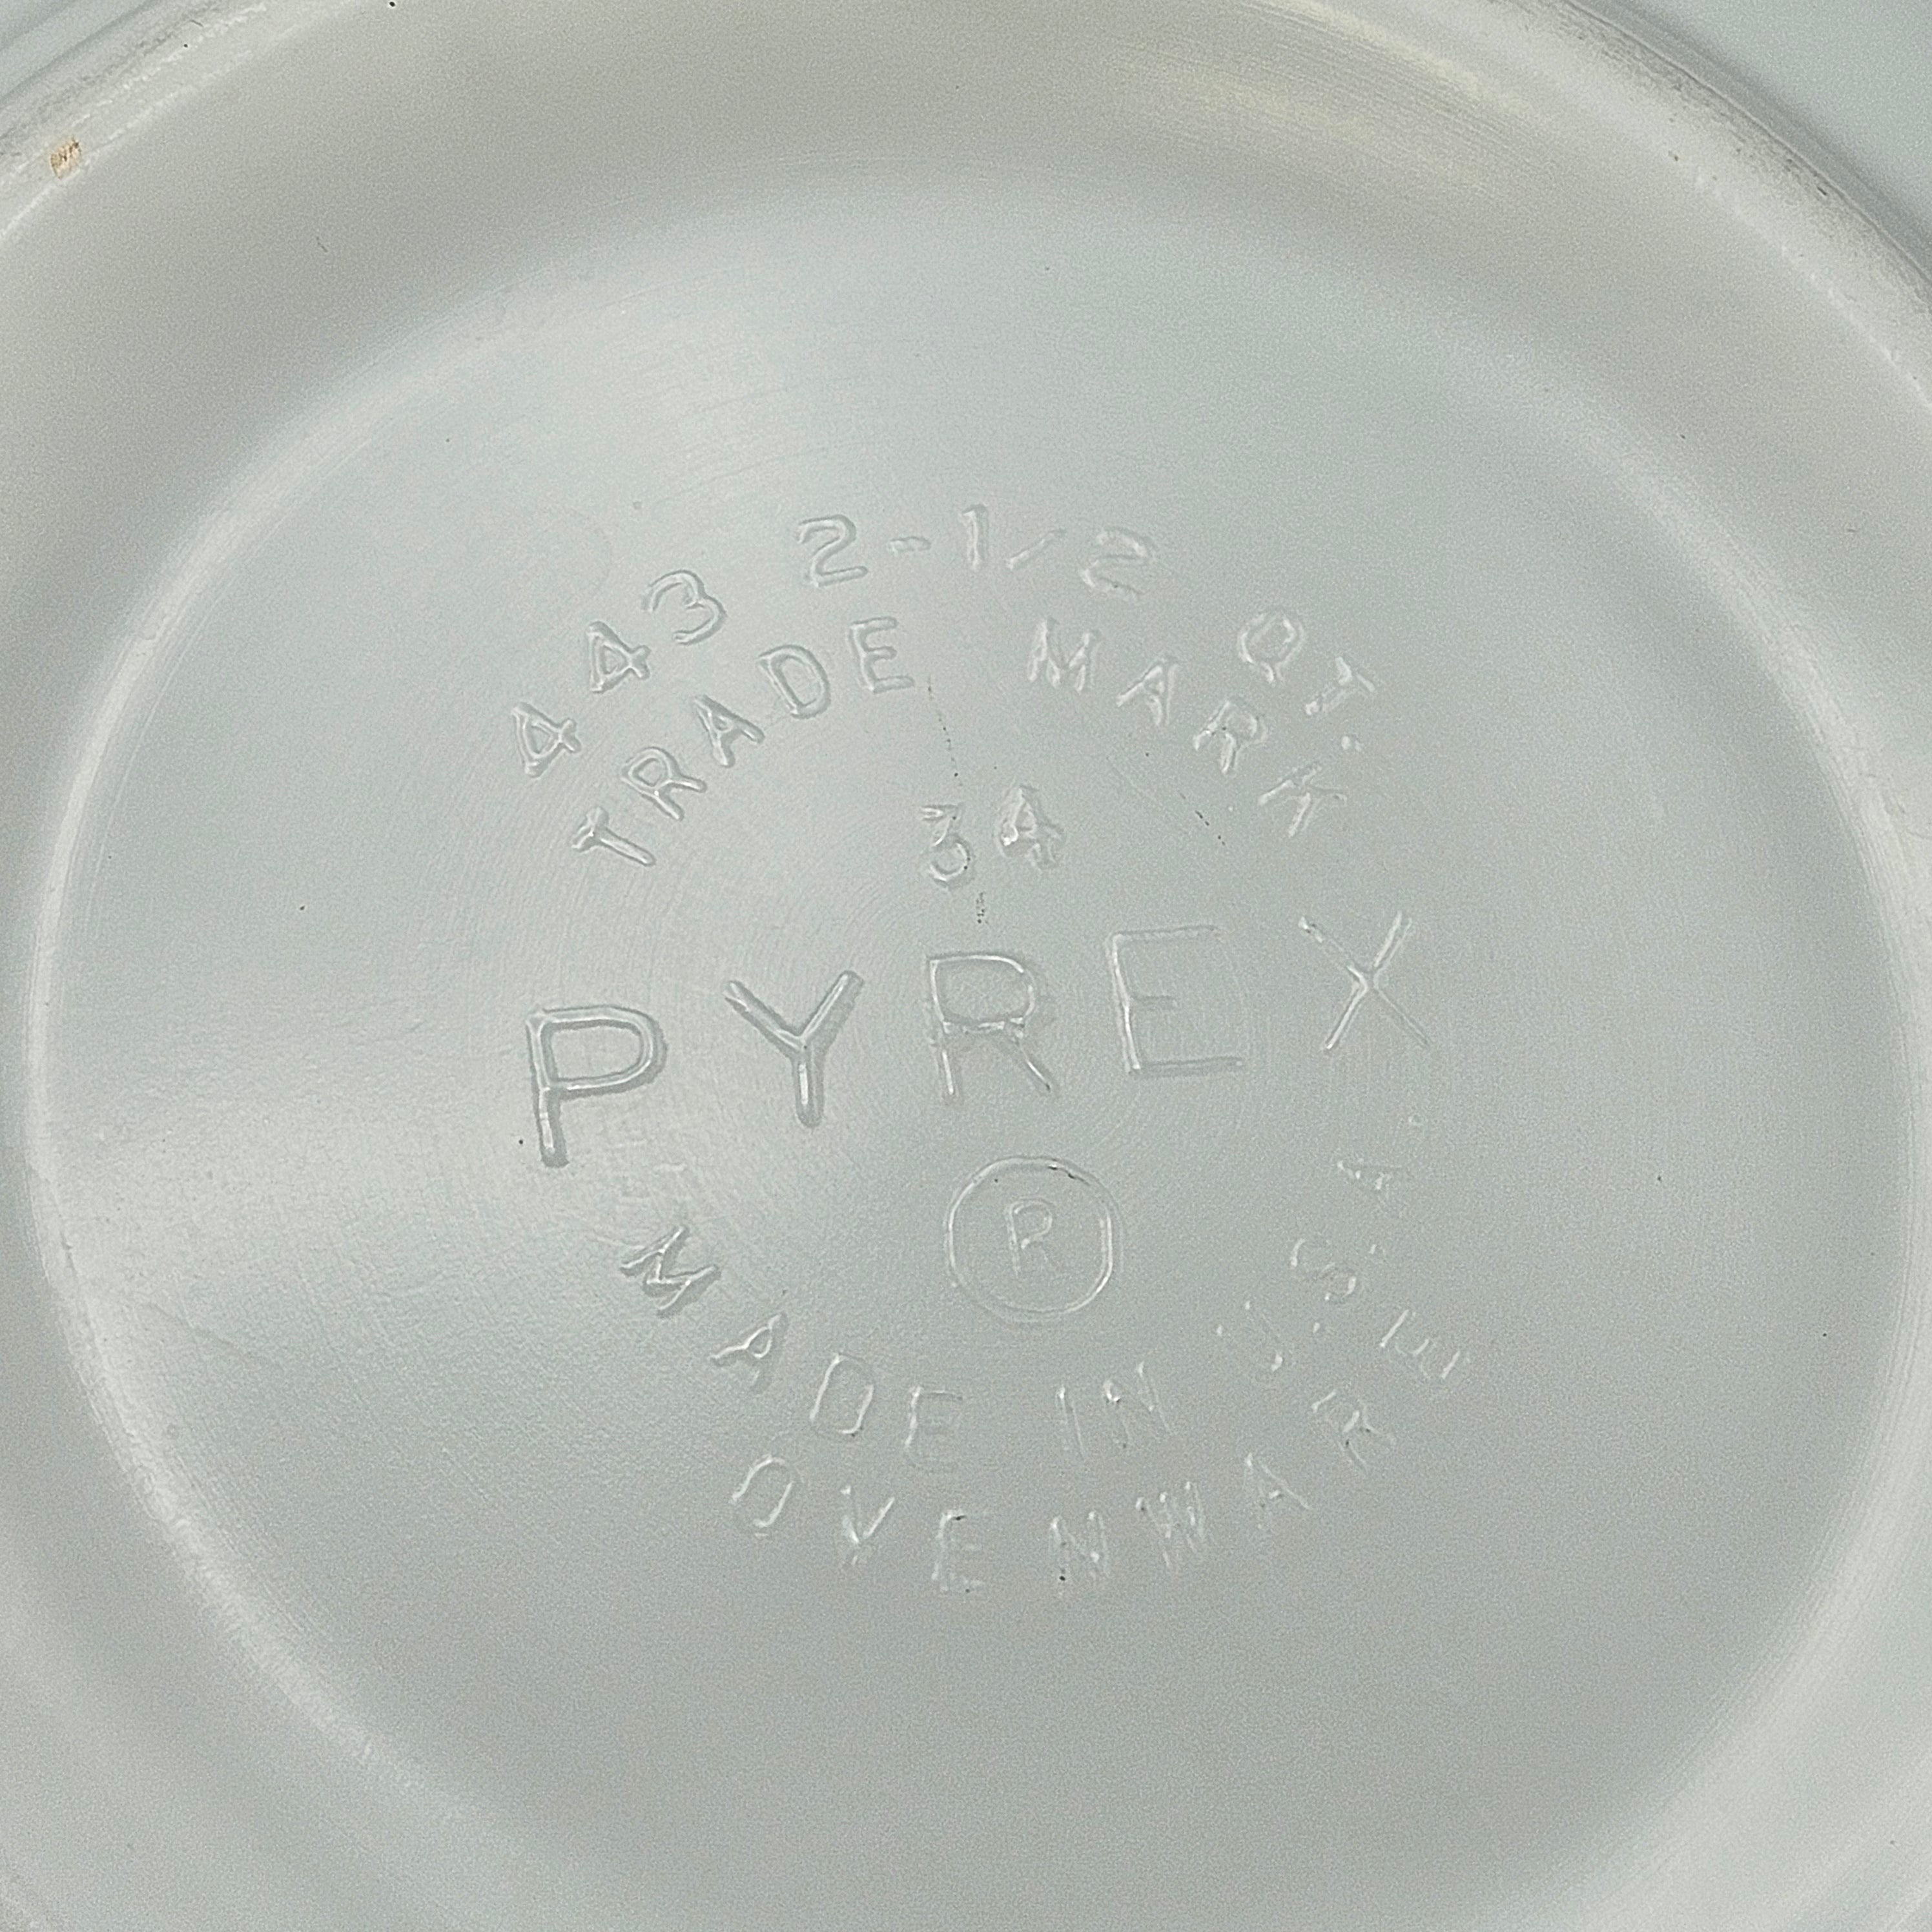 443 2-1/2 QT.
TRADE MARK
34
PYREX
®
MADE IN U.S.A.
OVENWARE